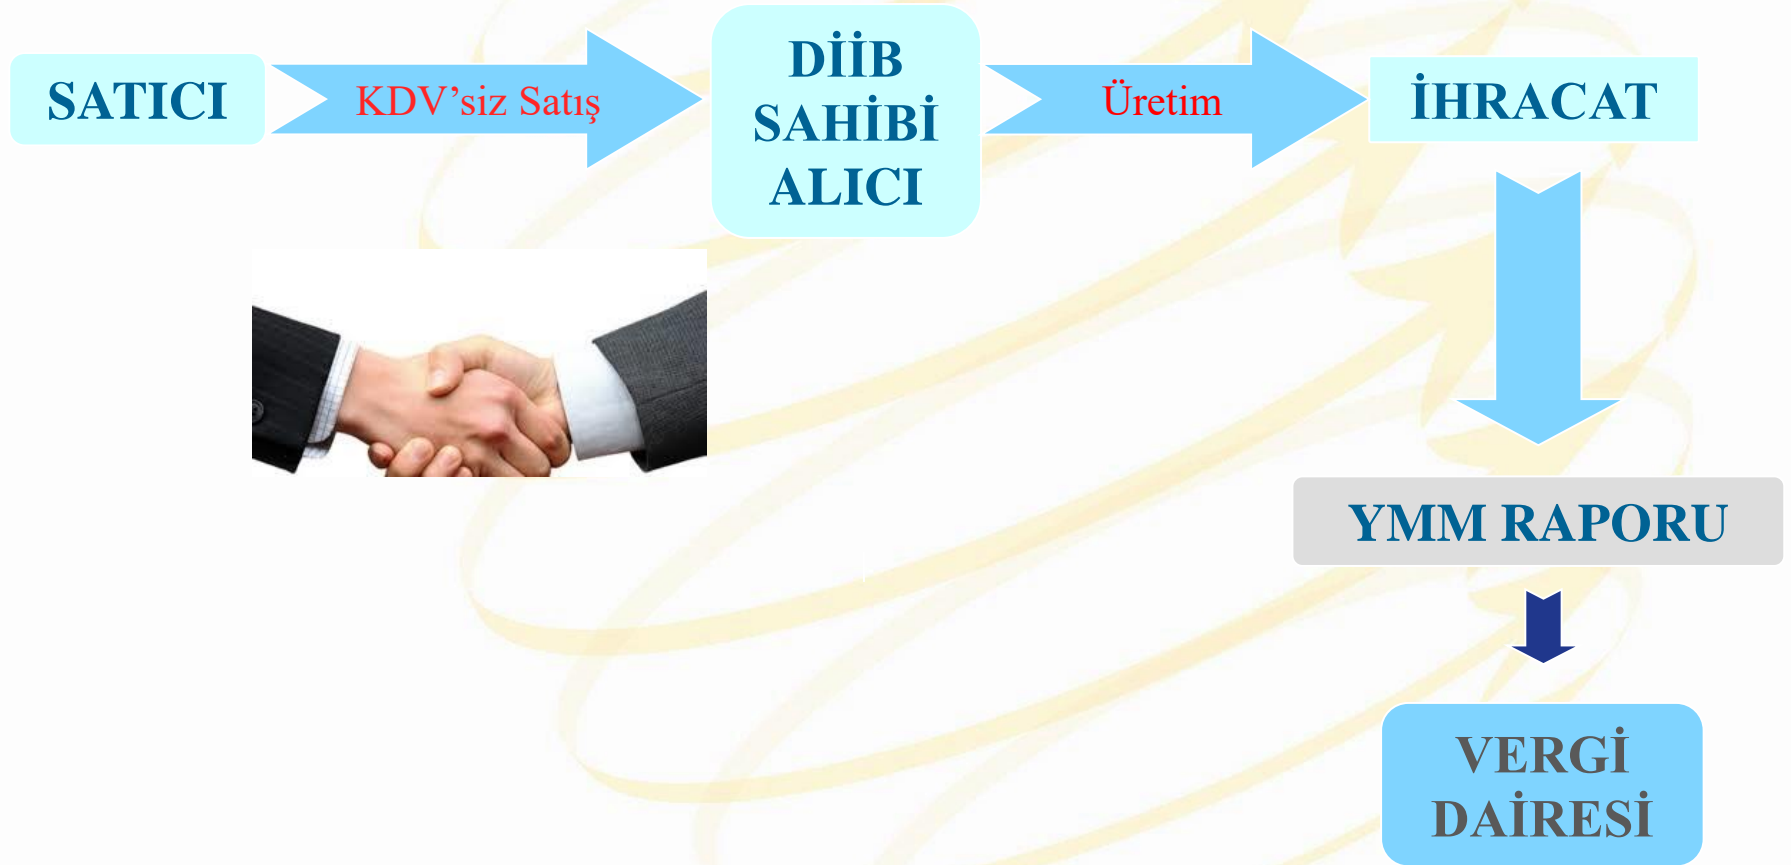 SATICI
KDV’siz Satış
DİİB
SAHİBİ
ALICI
Üretim
İHRACAT
YMM RAPORU
VERGİ
DAİRESİ